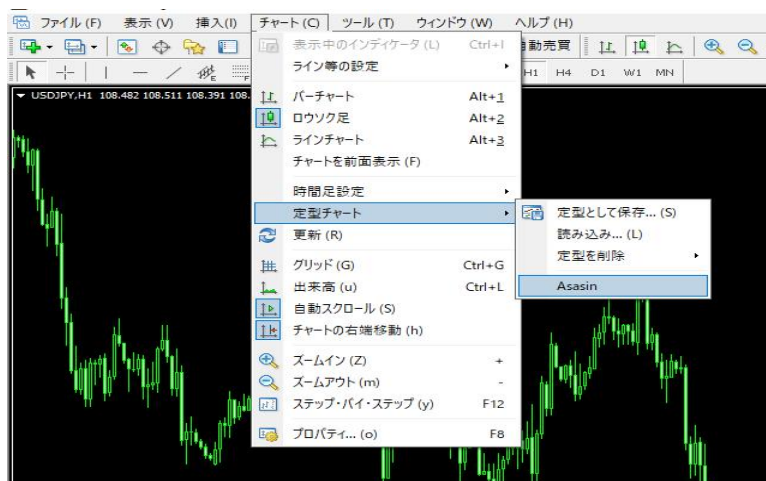 ファイル (F) 表示 (V) 挿入(I) チャート (C) ツール (T) ウィンドウ (W) ヘルプ (H)
表示中のインディケータ (L) Ctrl+I
動売買
ライン等の設定
E
F
H1 H4 D1 W1 MN
USDJPY,H1 108.482 108.511 108.391 108.
バーチャート Alt+1
ロウソク足 Alt+2
ラインチャート Alt+3
チャートを前面表示 (F)
時間足設定
定型チャート
定型として保存... (S)
更新 (R)
読み込み... (L)
定型を削除
グリッド (G) Ctrl+G
出来高 (u) Ctrl+L
Asasin
自動スクロール (S)
チャートの右端移動 (h)
ズームイン (Z) +
ズームアウト (m) -
ステップ・バイ・ステップ (y) F12
プロパティ... (o) F8